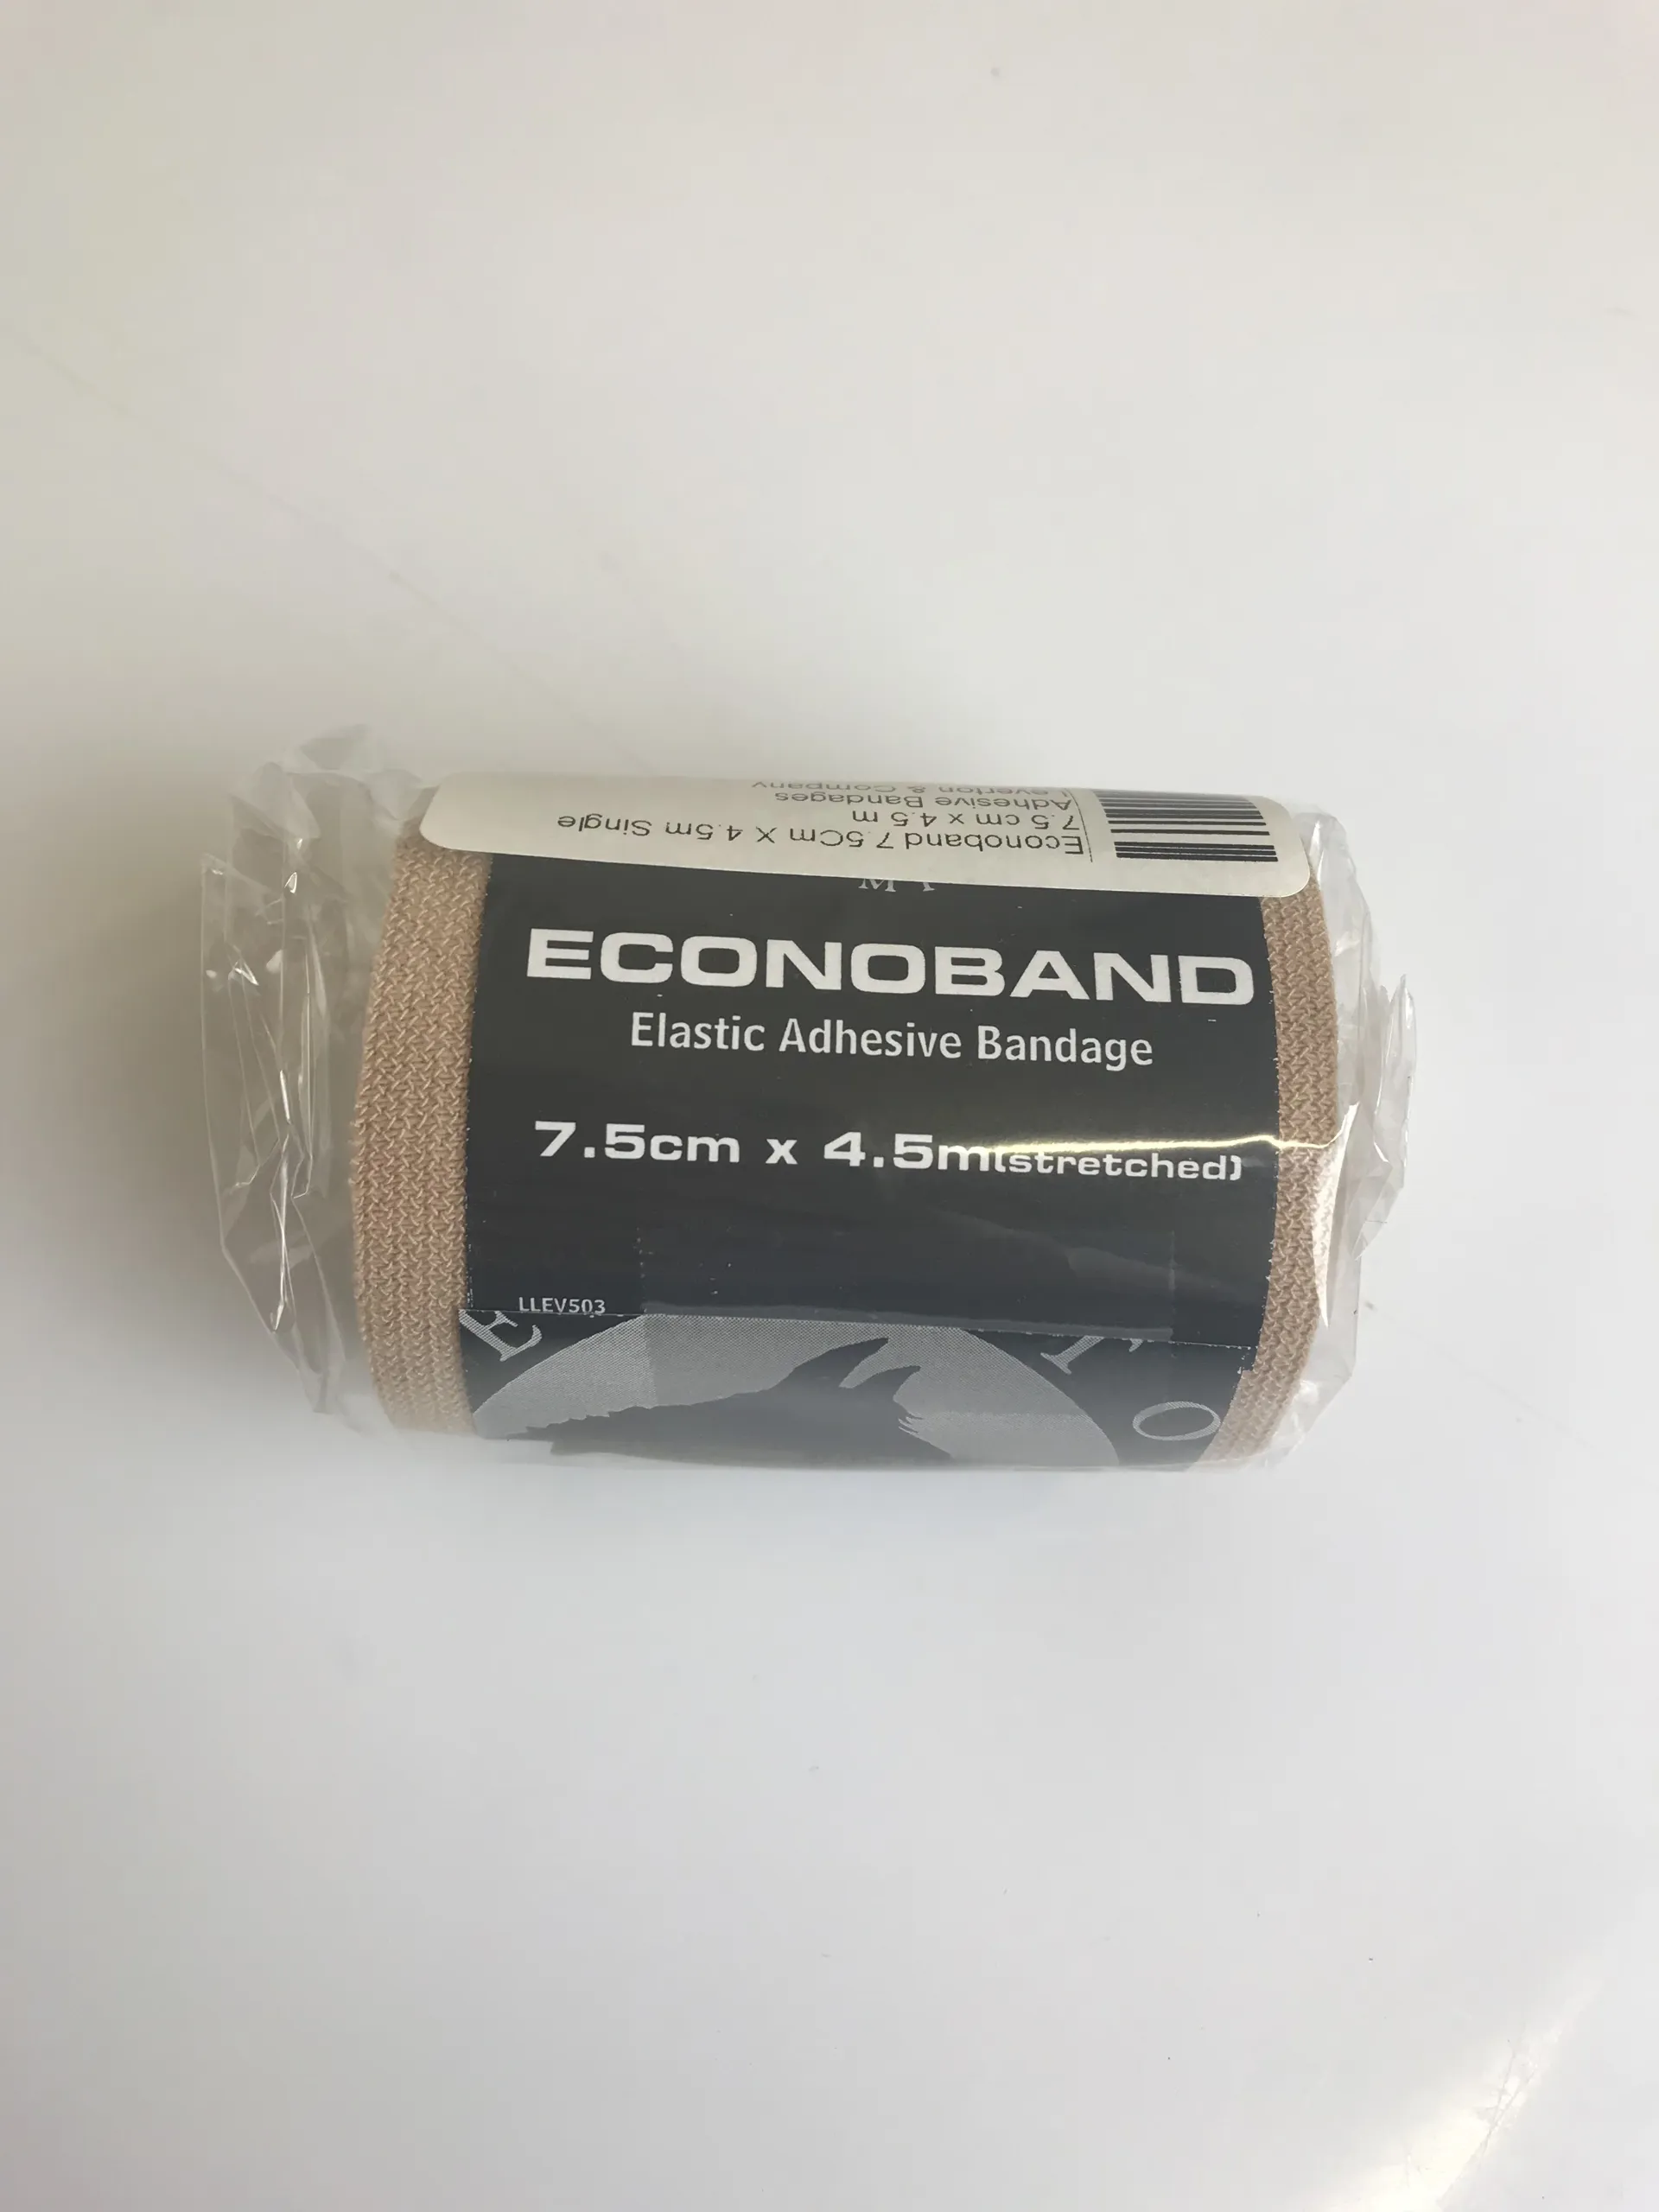 Econoband 7.5Cm X 4.5m Single
7.5 cm x 4.5 m
Adhesive Bandages
Leverton & Company
ECONOBAND
Elastic Adhesive Bandage
7.5cm x 4.5m(stretched)
LLEV503
E T O